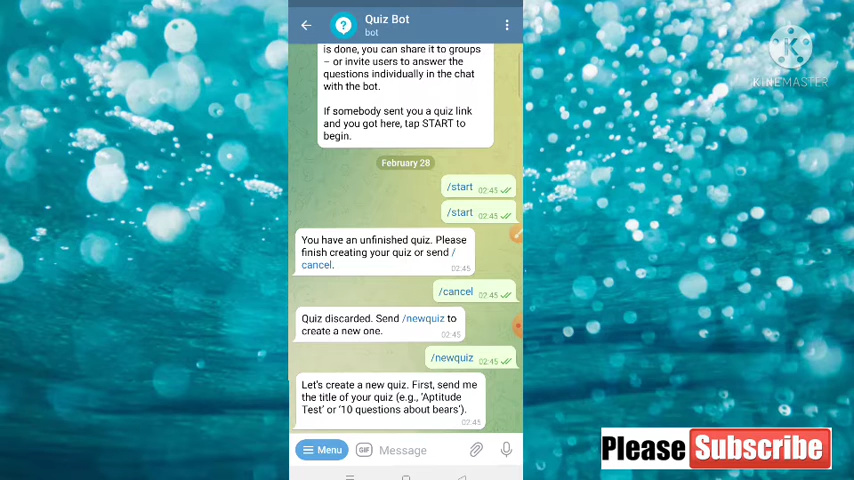 Quiz Bot
bot
is done, you can share it to groups
– or invite users to answer the
questions individually in the chat
with the bot.
If somebody sent you a quiz link
and you got here, tap START to
begin.
February 28
/start 02:45
/start 02:45
You have an unfinished quiz. Please
finish creating your quiz or send /
cancel. 02:45
/cancel 02:45
Quiz discarded. Send /newquiz to
create a new one. 02:45
/newquiz 02:45
Let's create a new quiz. First, send me
the title of your quiz (e.g., 'Aptitude
Test' or '10 questions about bears').
02:45
Menu GIF Message
KINEMASTER
Please Subscribe